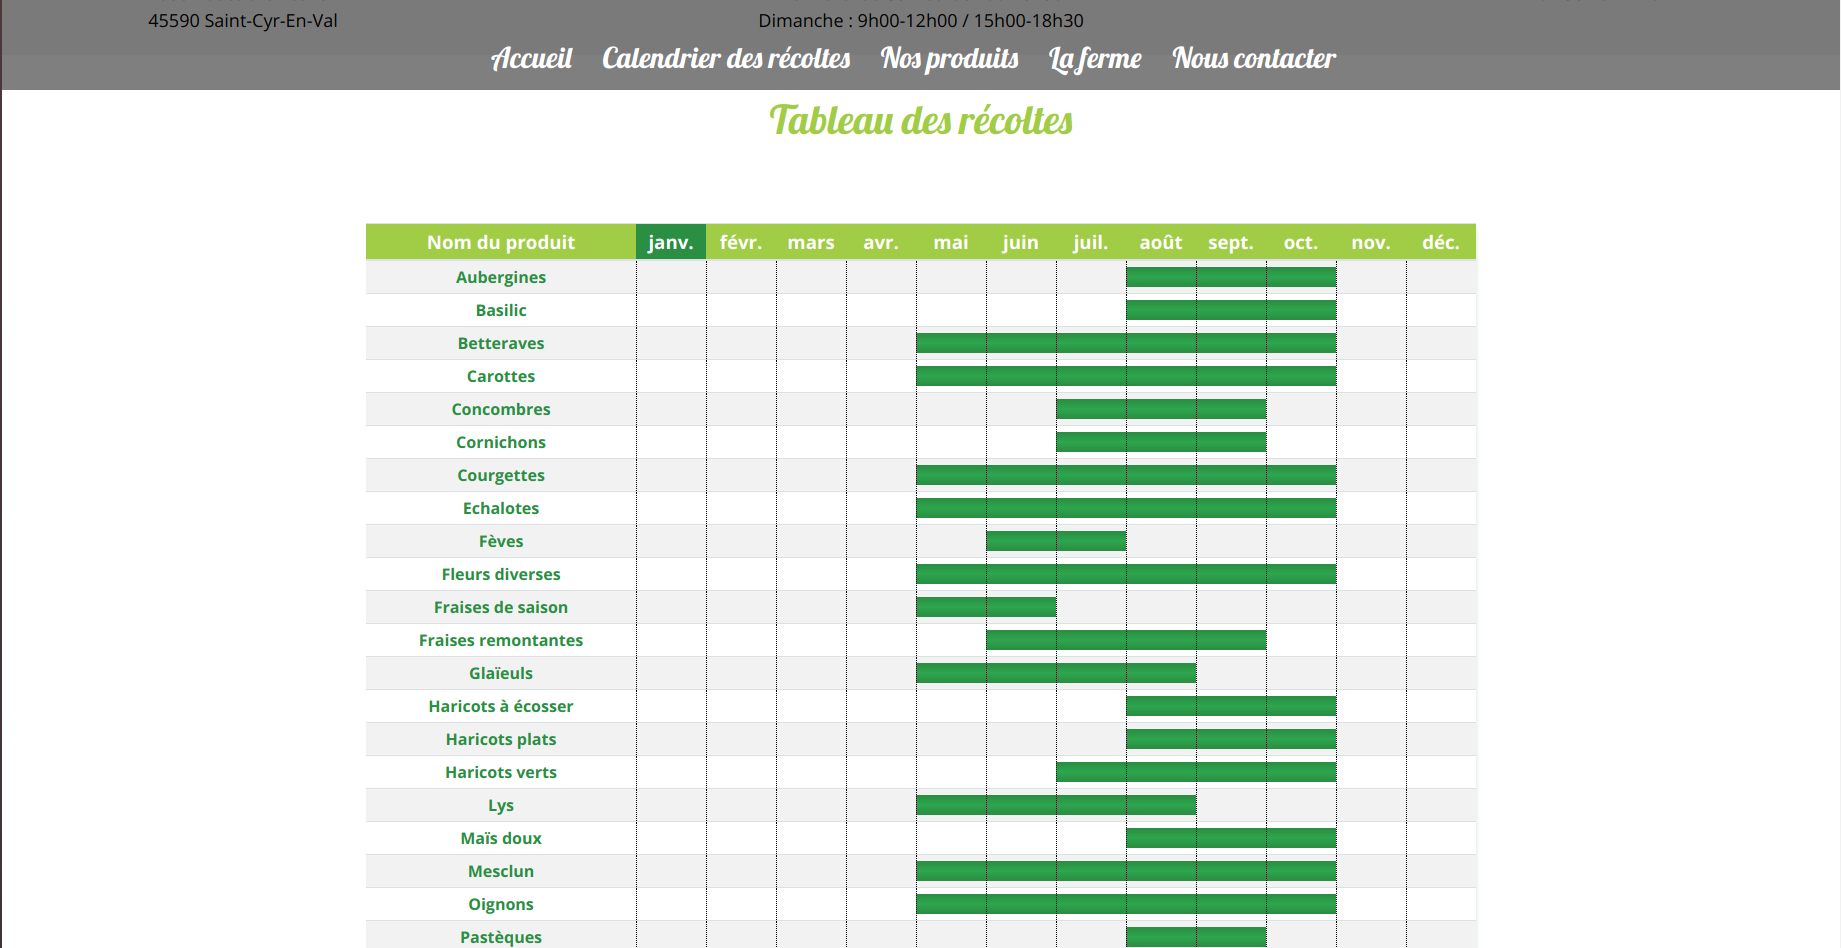 45590 Saint-Cyr-En-Val
Dimanche : 9h00-12h00 / 15h00-18h30
Accueil Calendrier des récoltes Nos produits La ferme Nous contacter
Tableau des récoltes
Nom du produit janv. févr. mars avr. mai juin juil. août sept. oct. nov. déc.
Aubergines
Basilic
Betteraves
Carottes
Concombres
Cornichons
Courgettes
Echalotes
Fèves
Fleurs diverses
Fraises de saison
Fraises remontantes
Glaïeuls
Haricots à écosser
Haricots plats
Haricots verts
Lys
Maïs doux
Mesclun
Oignons
Pastèques